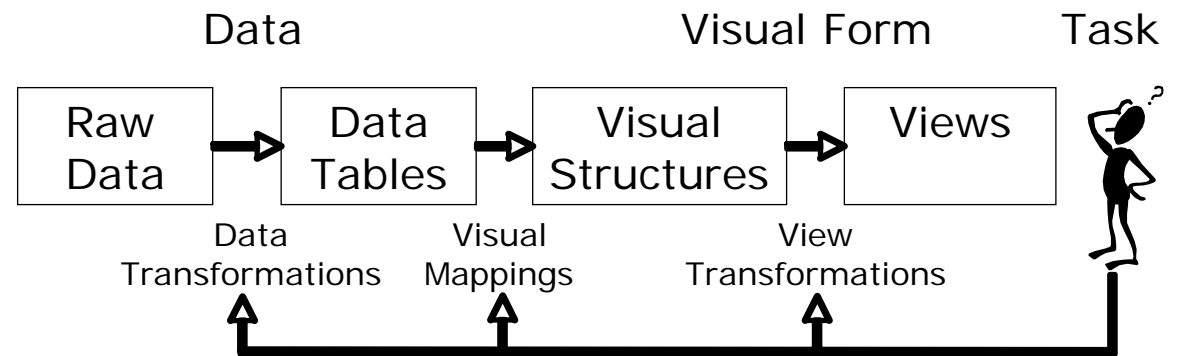 Data Visual Form Task
Raw Data
Data Tables
Visual Structures
Views
?
Data Transformations
Visual Mappings
View Transformations